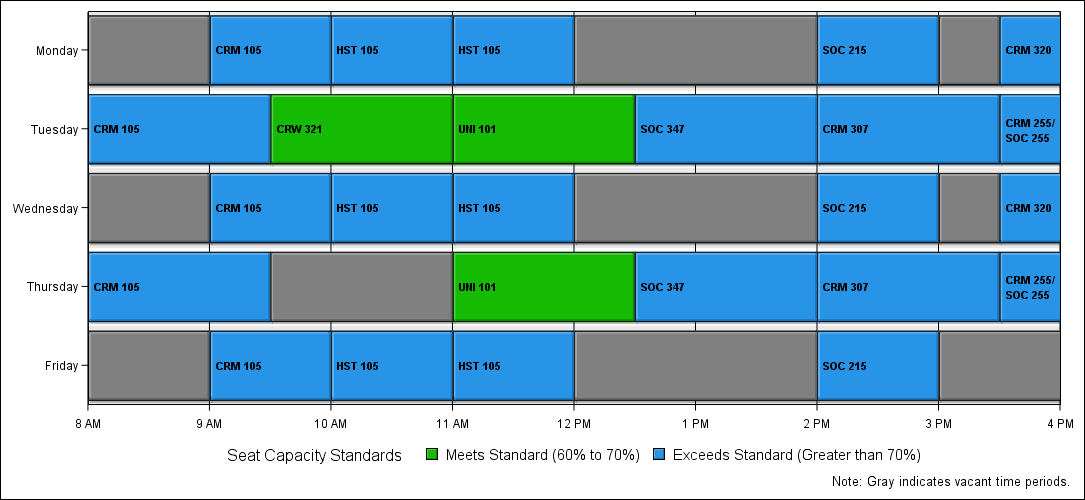 Monday
CRM 105
HST 105
HST 105
SOC 215
CRM 320
Tuesday
CRM 105
CRW 321
UNI 101
SOC 347
CRM 307
CRM 255/
SOC 255
Wednesday
CRM 105
HST 105
HST 105
SOC 215
CRM 320
Thursday
CRM 105
UNI 101
SOC 347
CRM 307
CRM 255/
SOC 255
Friday
CRM 105
HST 105
HST 105
SOC 215
8 AM 9 AM 10 AM 11 AM 12 PM 1 PM 2 PM 3 PM 4 PM
Seat Capacity Standards Meets Standard (60% to 70%) Exceeds Standard (Greater than 70%)
Note: Gray indicates vacant time periods.